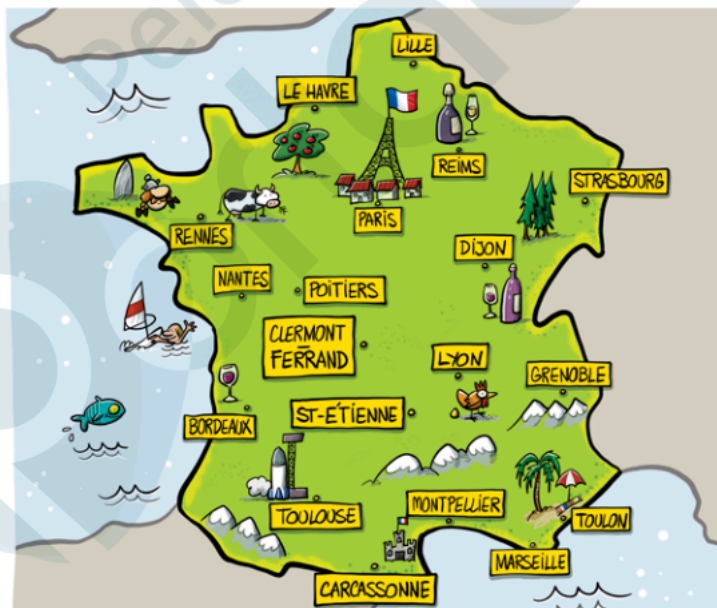 LILLE
LE HAVRE
REIMS
STRASBOURG
PARIS
RENNES
DIJON
NANTES
POITIERS
CLERMONT
-
FERRAND
LYON
GRENOBLE
ST-ÉTIENNE
BORDEAUX
TOULOUSE
MONTPELLIER
TOULON
MARSEILLE
CARCASSONNE